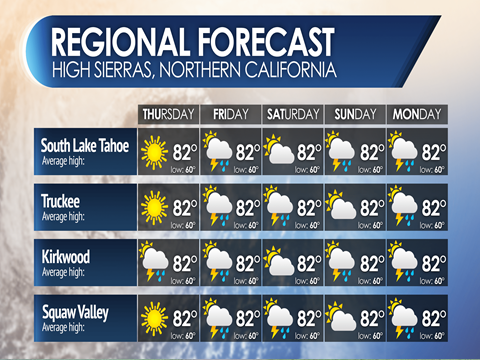 REGIONAL FORECAST
HIGH SIERRAS, NORTHERN CALIFORNIA
THURSDAY FRIDAY SATURDAY SUNDAY MONDAY
South Lake Tahoe 82° 82° 82° 82° 82°
Average high: low: 60° low: 60° low: 60° low: 60° low: 60°
Truckee 82° 82° 82° 82° 82°
Average high: low: 60° low: 60° low: 60° low: 60° low: 60°
Kirkwood 82° 82° 82° 82° 82°
Average high: low: 60° low: 60° low: 60° low: 60° low: 60°
Squaw Valley 82° 82° 82° 82° 82°
Average high: low: 60° low: 60° low: 60° low: 60° low: 60°